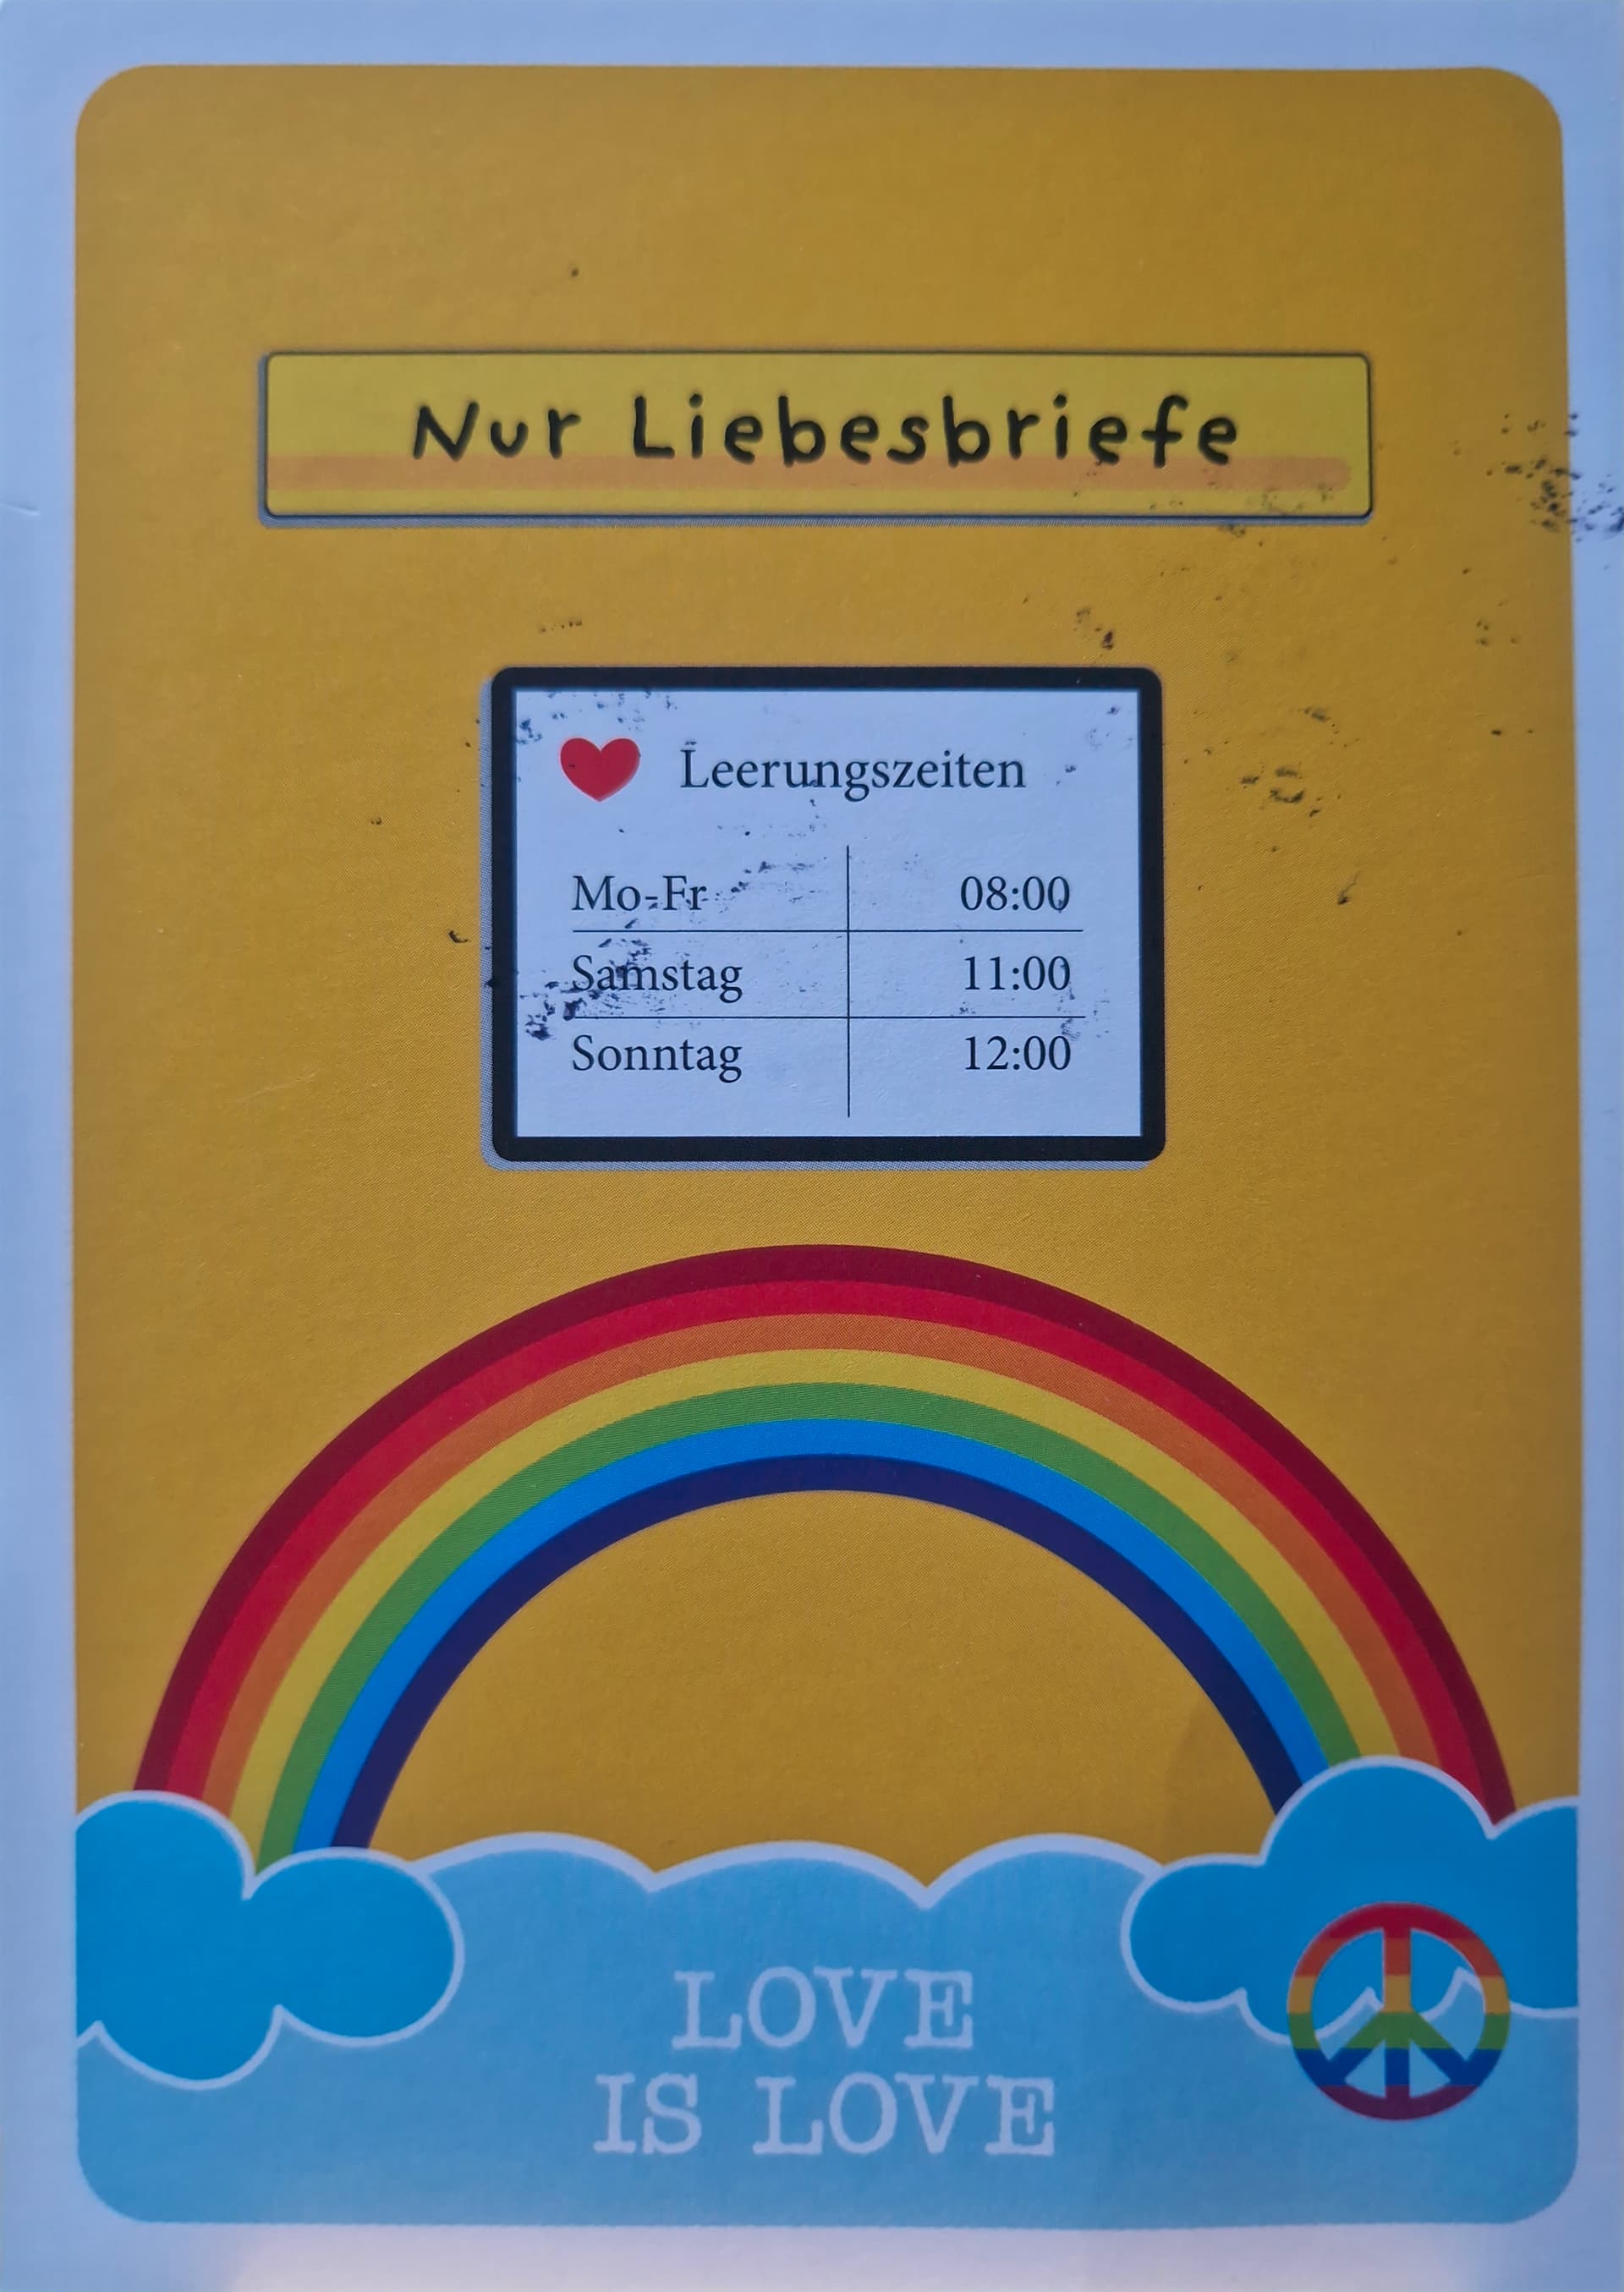 Nur Liebesbriefe
Leerungszeiten
Mo-Fr 08:00
Samstag 11:00
Sonntag 12:00
LOVE
IS LOVE